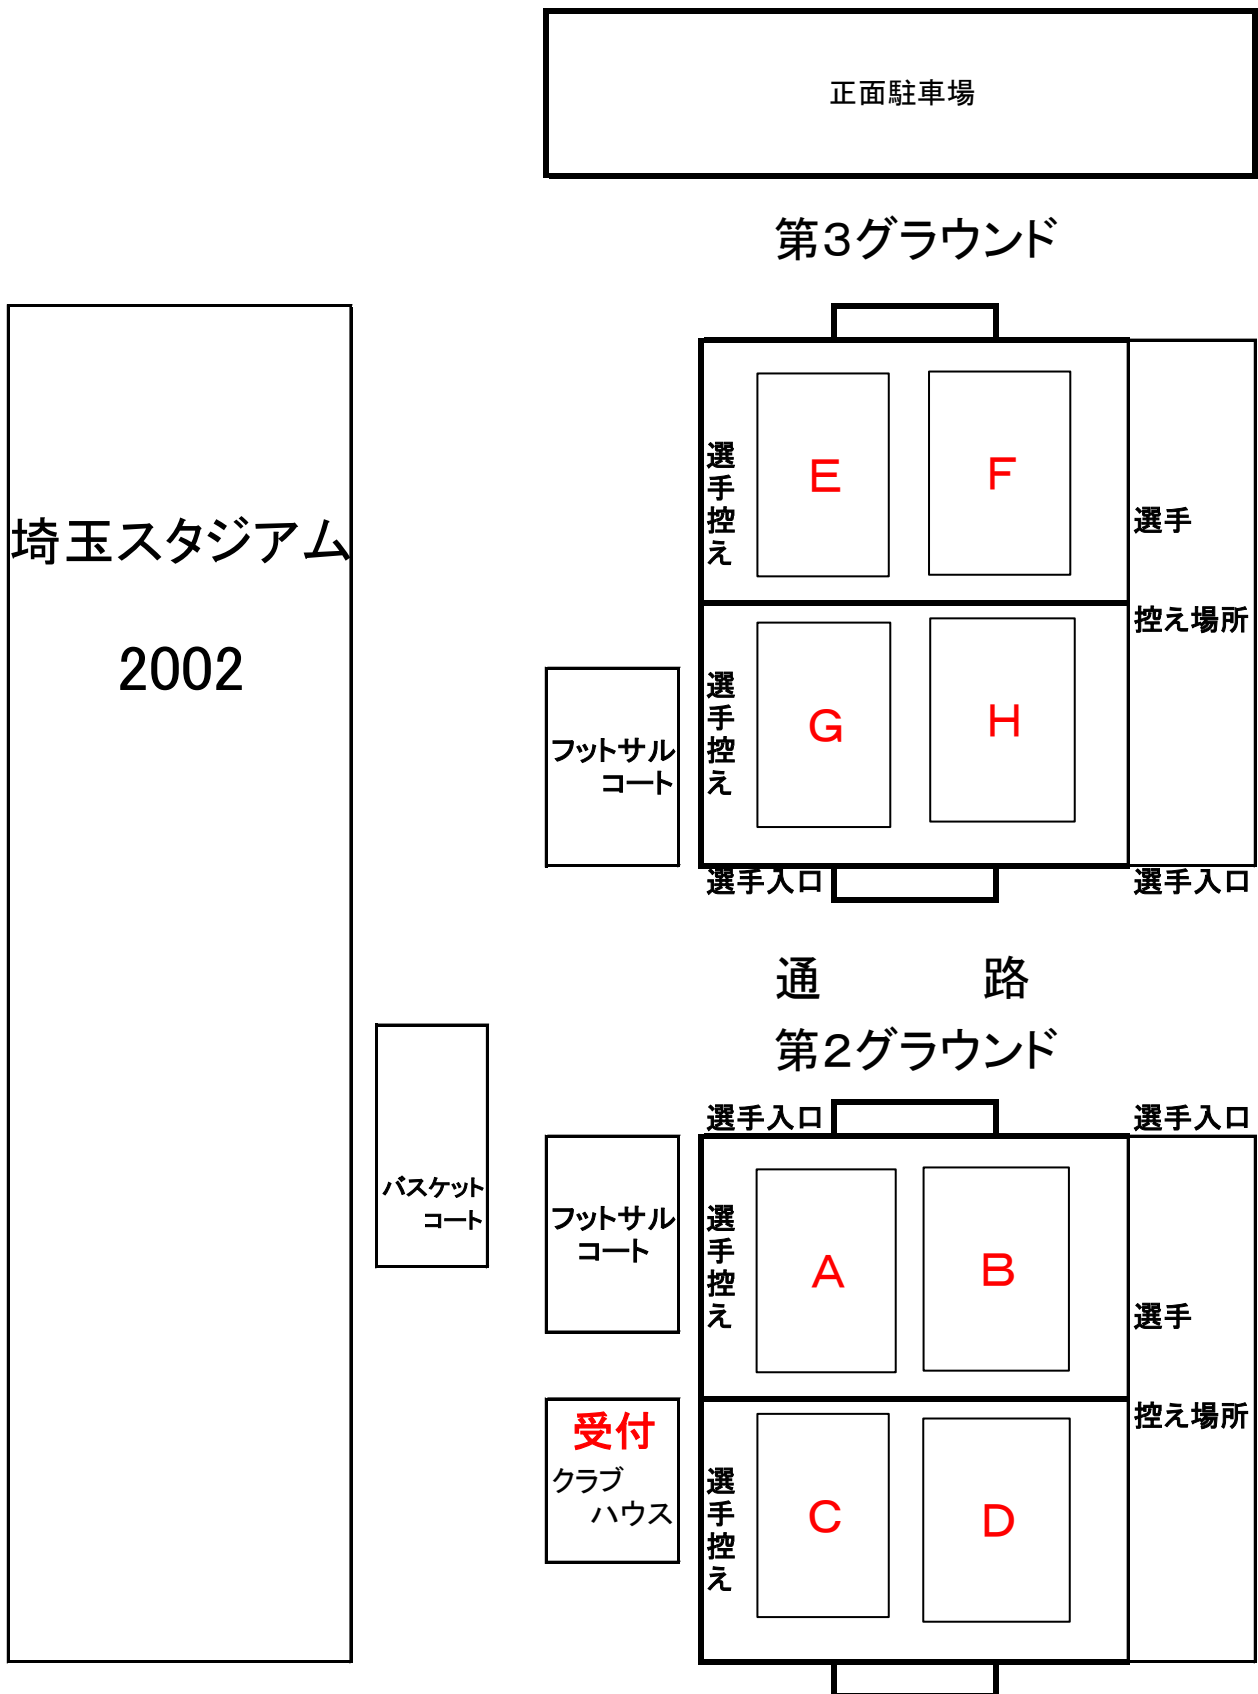 正面駐車場
第3グラウンド
埼玉スタジアム
2002
選手控え
E
F
選手
控え場所
選手控え
G
H
フットサル
コート
選手入口
選手入口
通 路
第2グラウンド
選手入口
選手入口
バスケット
コート
フットサル
コート
選手控え
A
B
選手
控え場所
受付
クラブ
ハウス
選手控え
C
D